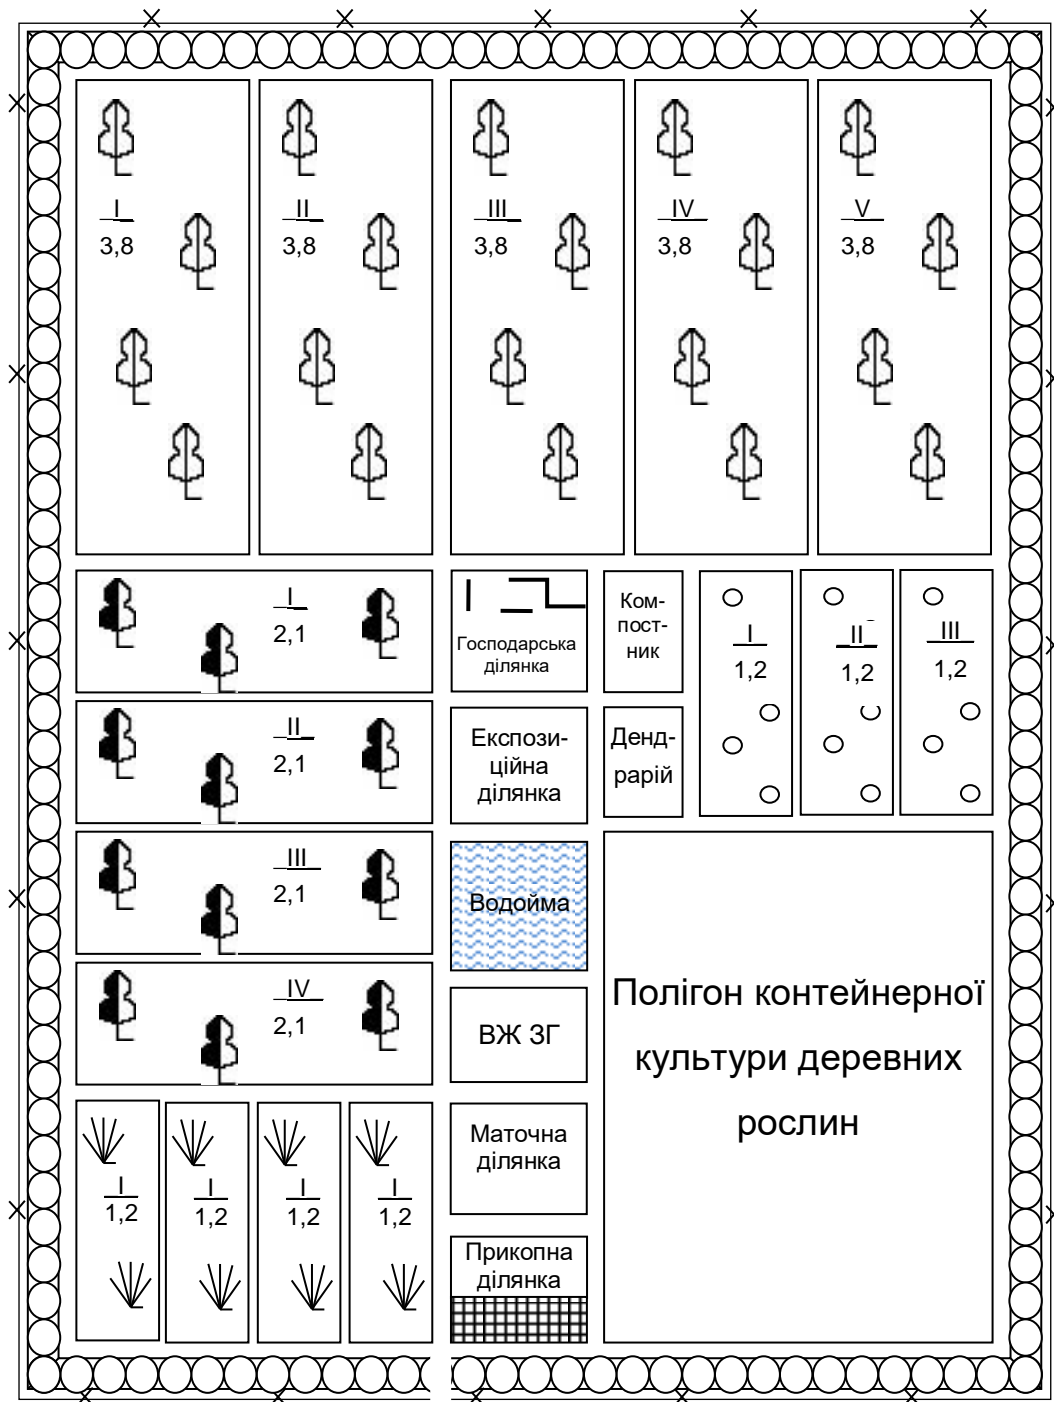 I
3,8
II
3,8
III
3,8
IV
3,8
V
3,8
I
2,1
II
2,1
III
2,1
IV
2,1
I
1,2
I
1,2
I
1,2
I
1,2
Господарська
ділянка
Експози-
ційна
ділянка
Водойма
ВЖ ЗГ
Маточна
ділянка
Прикопна
ділянка
Ком-
пост-
ник
Денд-
рарій
I
1,2
II
1,2
III
1,2
Полігон контейнерної
культури деревних
рослин